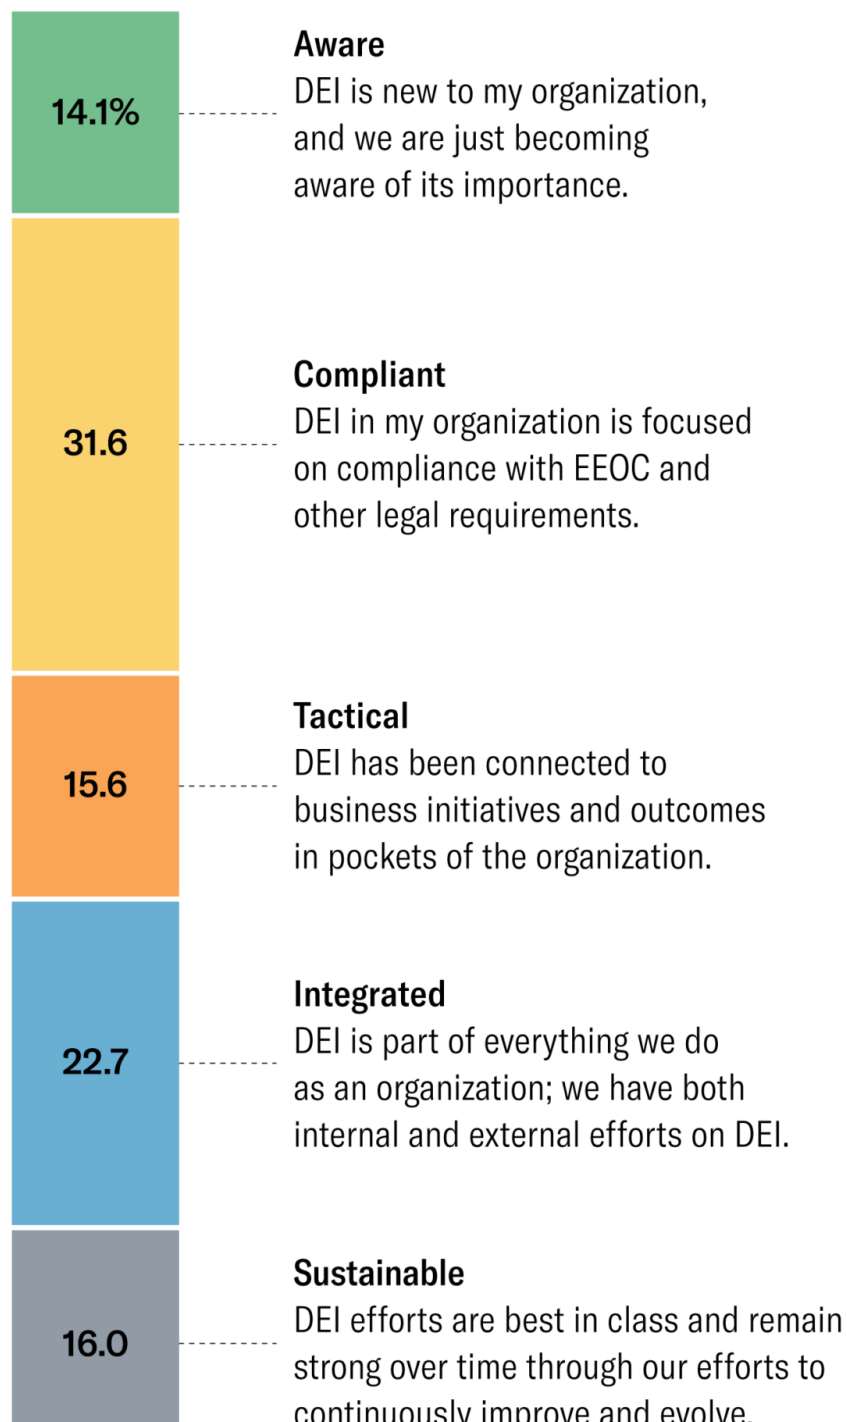 14.1%
Aware
DEI is new to my organization,
and we are just becoming
aware of its importance.
31.6
Compliant
DEI in my organization is focused
on compliance with EEOC and
other legal requirements.
15.6
Tactical
DEI has been connected to
business initiatives and outcomes
in pockets of the organization.
22.7
Integrated
DEI is part of everything we do
as an organization; we have both
internal and external efforts on DEI.
16.0
Sustainable
DEI efforts are best in class and remain
strong over time through our efforts to
continuously improve and evolve.